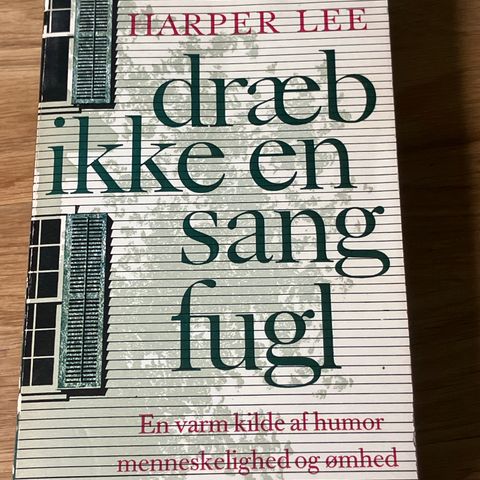 HARPER LEE
dræb
ikke en
sang
fugl
En varm kilde af humor
menneskelighed og ømhed